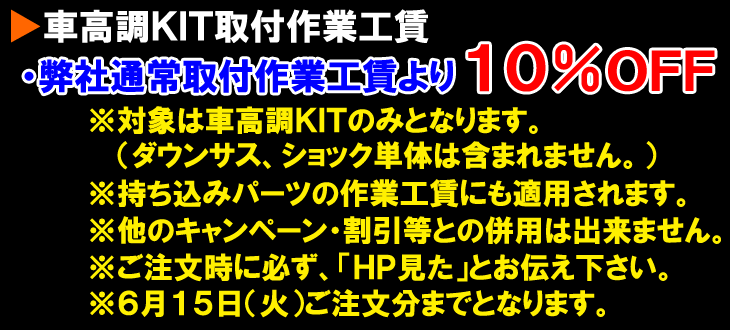 ▶車高調KIT取付作業工賃
・弊社通常取付作業工賃より10%OFF
※対象は車高調KITのみとなります。
（ダウンサス、ショック単体は含まれません。）
※持ち込みパーツの作業工賃にも適用されます。
※他のキャンペーン・割引等との併用は出来ません。
※ご注文時に必ず、「HP見た」とお伝え下さい。
※６月１５日（火）ご注文分までとなります。